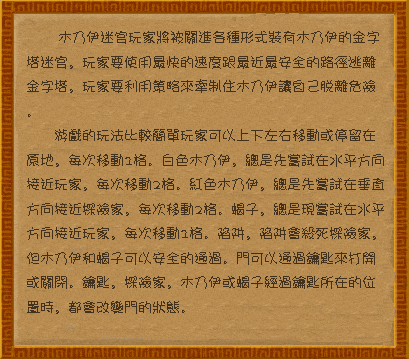 木乃伊迷宮玩家將被關進各種形式裝有木乃伊的金字
塔迷宮，玩家要使用最快的速度跟最近最安全的路徑逃離
金字塔，玩家要利用策略來牽制住木乃伊讓自己脫離危險
。
遊戲的玩法比較簡單玩家可以上下左右移動或停留在
原地，每次移動1格。白色木乃伊，總是先嘗試在水平方向
接近玩家，每次移動2格。紅色木乃伊，總是先嘗試在垂直
方向接近探險家，每次移動2格。蠍子，總是現嘗試在水平
方向接近玩家，每次移動1格。陷阱，陷阱會殺死探險家，
但木乃伊和蠍子可以安全的通過。門可以通過鑰匙來打開
或關閉。鑰匙，探險家，木乃伊或蠍子經過鑰匙所在的位
置時，都會改變門的狀態。